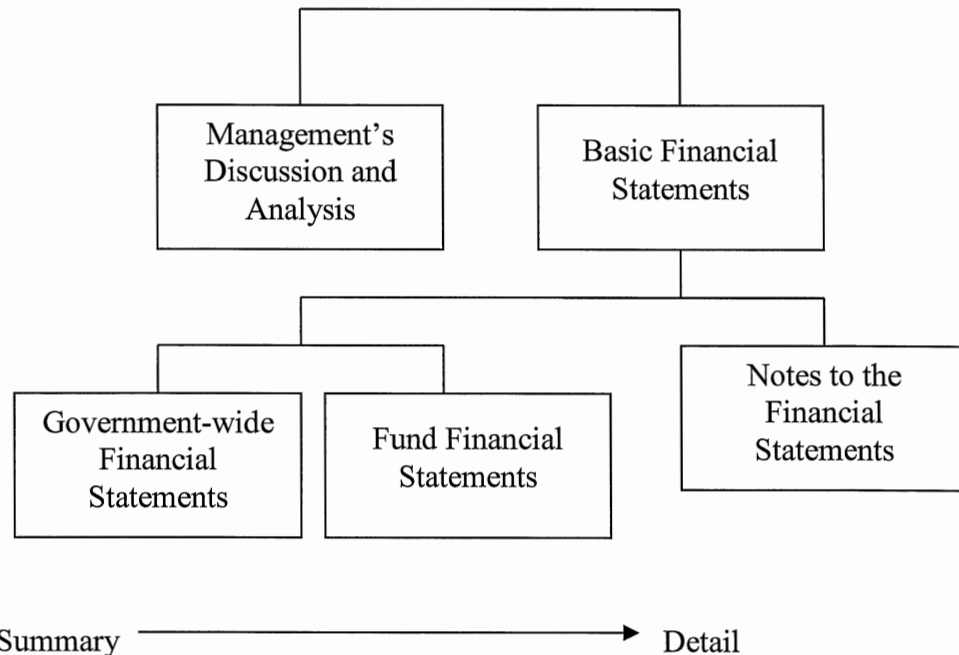 Management’s
Discussion and
Analysis
Basic Financial
Statements
Government-wide
Financial
Statements
Fund Financial
Statements
Notes to the
Financial
Statements
Summary
Detail